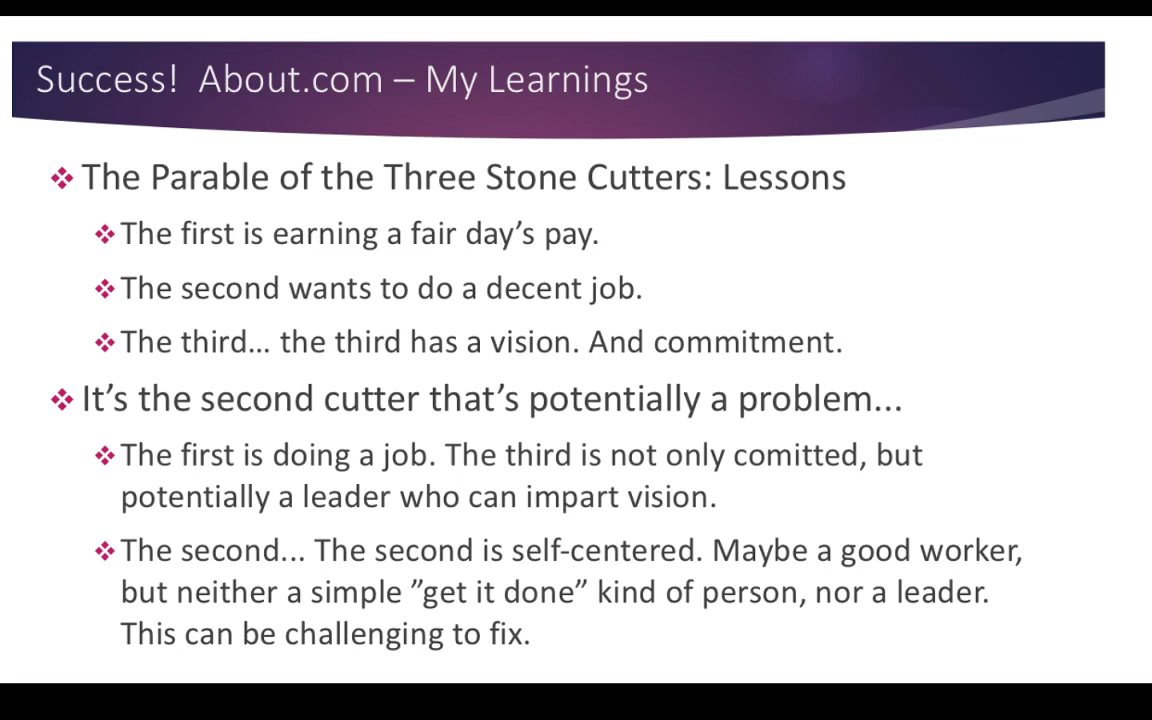 Success!  About.com – My Learnings
The Parable of the Three Stone Cutters: Lessons
The first is earning a fair day’s pay.
The second wants to do a decent job.
The third… the third has a vision. And commitment.
It’s the second cutter that’s potentially a problem...
The first is doing a job. The third is not only comitted, but
potentially a leader who can impart vision.
The second... The second is self-centered. Maybe a good worker,
but neither a simple ”get it done” kind of person, nor a leader.
This can be challenging to fix.